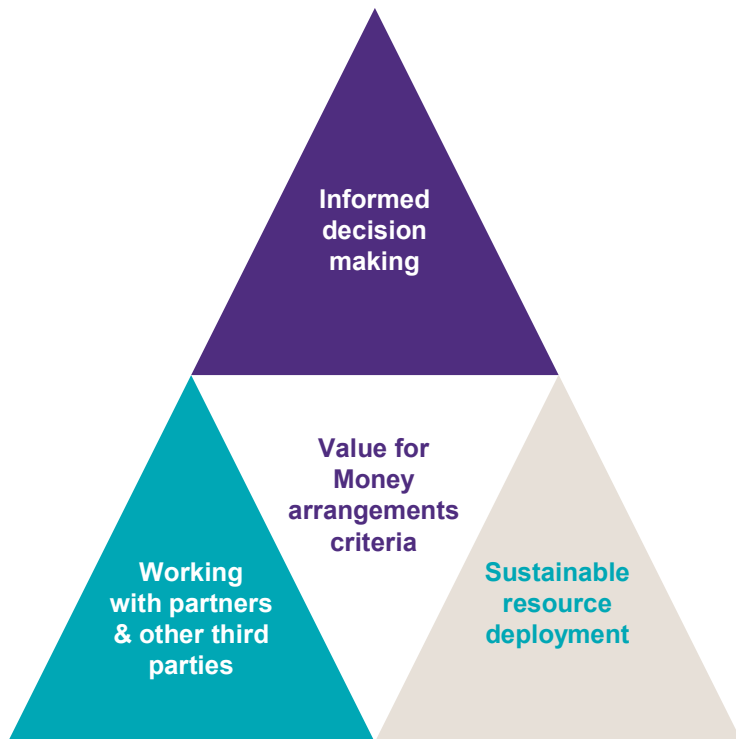 Informed
decision
making
Value for
Money
arrangements
criteria
Working
with partners
& other third
parties
Sustainable
resource
deployment